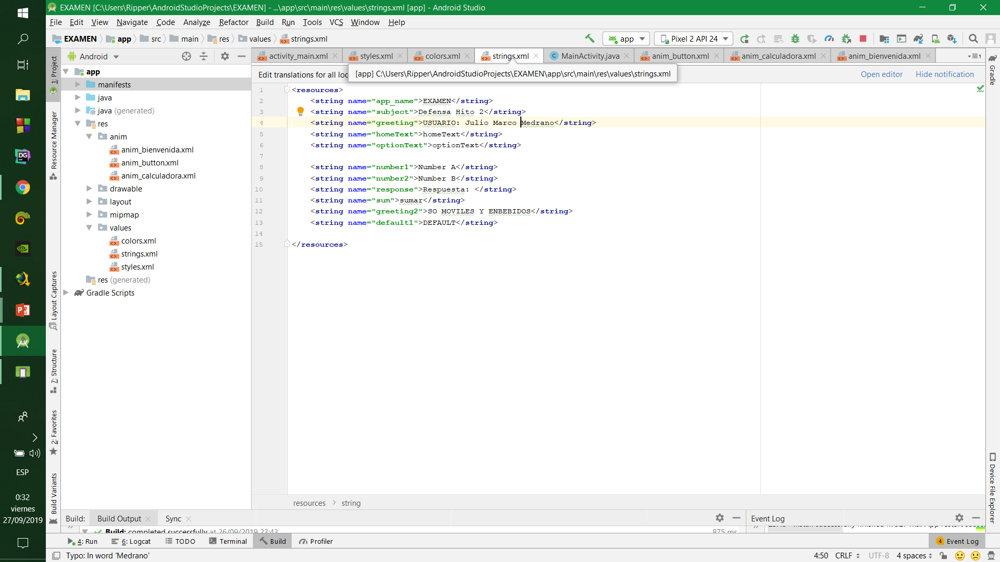 EXAMEN [C:\Users\Ripper\AndroidStudioProjects\EXAMEN] - ...\app\src\main\res\values\strings.xml [app] - Android Studio
File Edit View Navigate Code Analyze Refactor Build Run Tools VCS Window Help
EXAMEN app src main res values strings.xml
app Pixel 2 API 24
Android
activity_main.xml styles.xml colors.xml strings.xml MainActivity.java anim_button.xml anim_calculadora.xml anim_bienvenida.xml
1
Edit translations for all loc
[app] C:\Users\Ripper\AndroidStudioProjects\EXAMEN\app\src\main\res\values\strings.xml
Open editor Hide notification
1: Project
Resource Manager
Layout Captures
7: Structure
2: Favorites
Build Variants
app
manifests
java
java (generated)
res
anim
anim_bienvenida.xml
anim_button.xml
anim_calculadora.xml
drawable
layout
mipmap
values
colors.xml
strings.xml
styles.xml
res (generated)
Gradle Scripts
1 <resources>
2 <string name="app_name">EXAMEN</string>
3 <string name="subject">Defensa Hito 2</string>
4 <string name="greeting">USUARIO: Julio Marco Medrano</string>
5 <string name="homeText">homeText</string>
6 <string name="optionText">optionText</string>
7
8 <string name="number1">Number A</string>
9 <string name="number2">Number B</string>
10 <string name="response">Respuesta: </string>
11 <string name="sum">sumar</string>
12 <string name="greeting2">SO MOVILES Y ENBEBIDOS</string>
13 <string name="default1">DEFAULT</string>
14
15 </resources>
Gradle
Device File Explorer
resources string
Build: Build Output Sync
Event Log
Build: completed successfully at 26/09/2019 23:43
875 ms
4: Run 6: Logcat TODO Terminal Build Profiler
4 Event Log
Typo: In word 'Medrano'
4:50 CRLF UTF-8 4 spaces
DG
ESP
0:32
viernes
27/09/2019